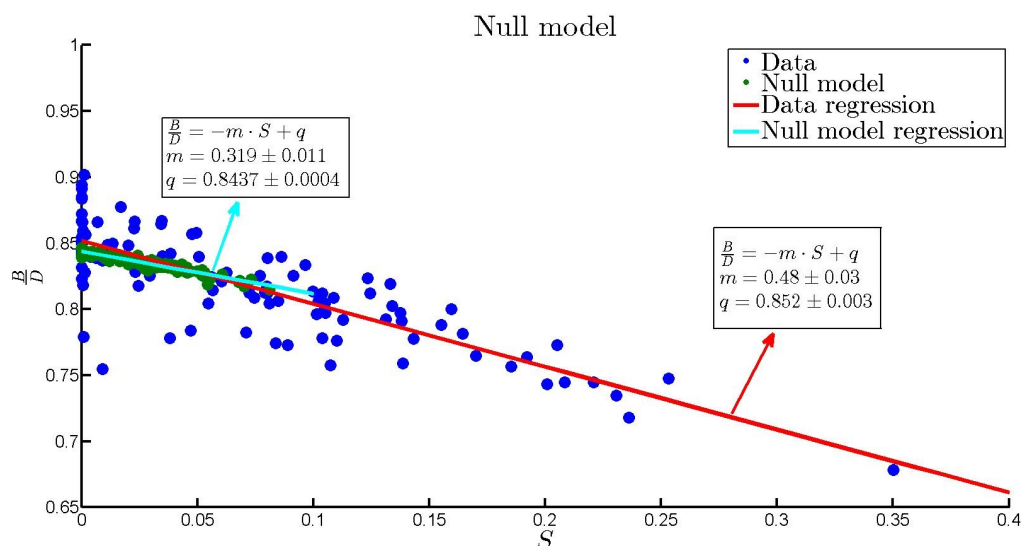 Null model
1
0.95
0.9
0.85
0.8
0.75
0.7
0.65
B/D
Data
Null model
Data regression
Null model regression
B/D = −m · S + q
m = 0.319 ± 0.011
q = 0.8437 ± 0.0004
B/D = −m · S + q
m = 0.48 ± 0.03
q = 0.852 ± 0.003
0 0.05 0.1 0.15 0.2 0.25 0.3 0.35 0.4
S